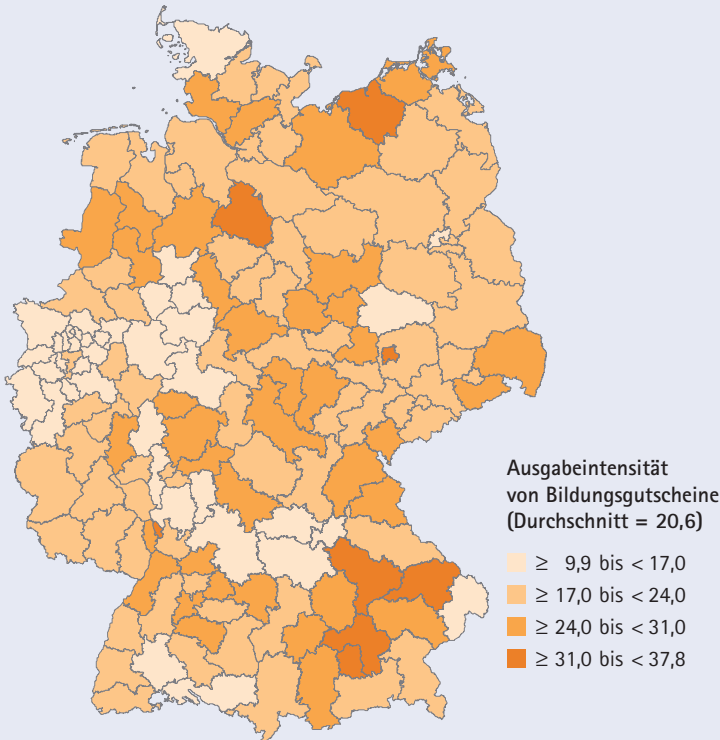 Ausgabeintensität
von Bildungsgutscheine
(Durchschnitt = 20,6)
≥ 9,9 bis < 17,0
≥ 17,0 bis < 24,0
≥ 24,0 bis < 31,0
≥ 31,0 bis < 37,8